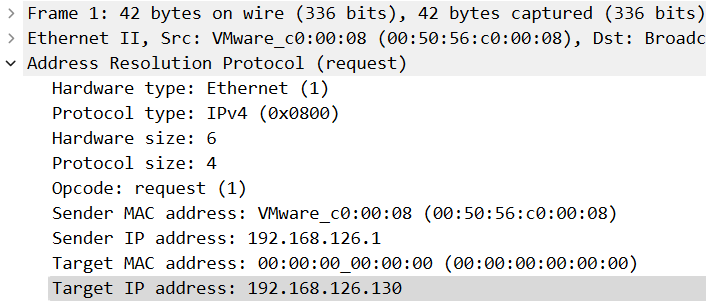 Frame 1: 42 bytes on wire (336 bits), 42 bytes captured (336 bits)
Ethernet II, Src: VMware_c0:00:08 (00:50:56:c0:00:08), Dst: Broadc
Address Resolution Protocol (request)
Hardware type: Ethernet (1)
Protocol type: IPv4 (0x0800)
Hardware size: 6
Protocol size: 4
Opcode: request (1)
Sender MAC address: VMware_c0:00:08 (00:50:56:c0:00:08)
Sender IP address: 192.168.126.1
Target MAC address: 00:00:00_00:00:00 (00:00:00:00:00:00)
Target IP address: 192.168.126.130